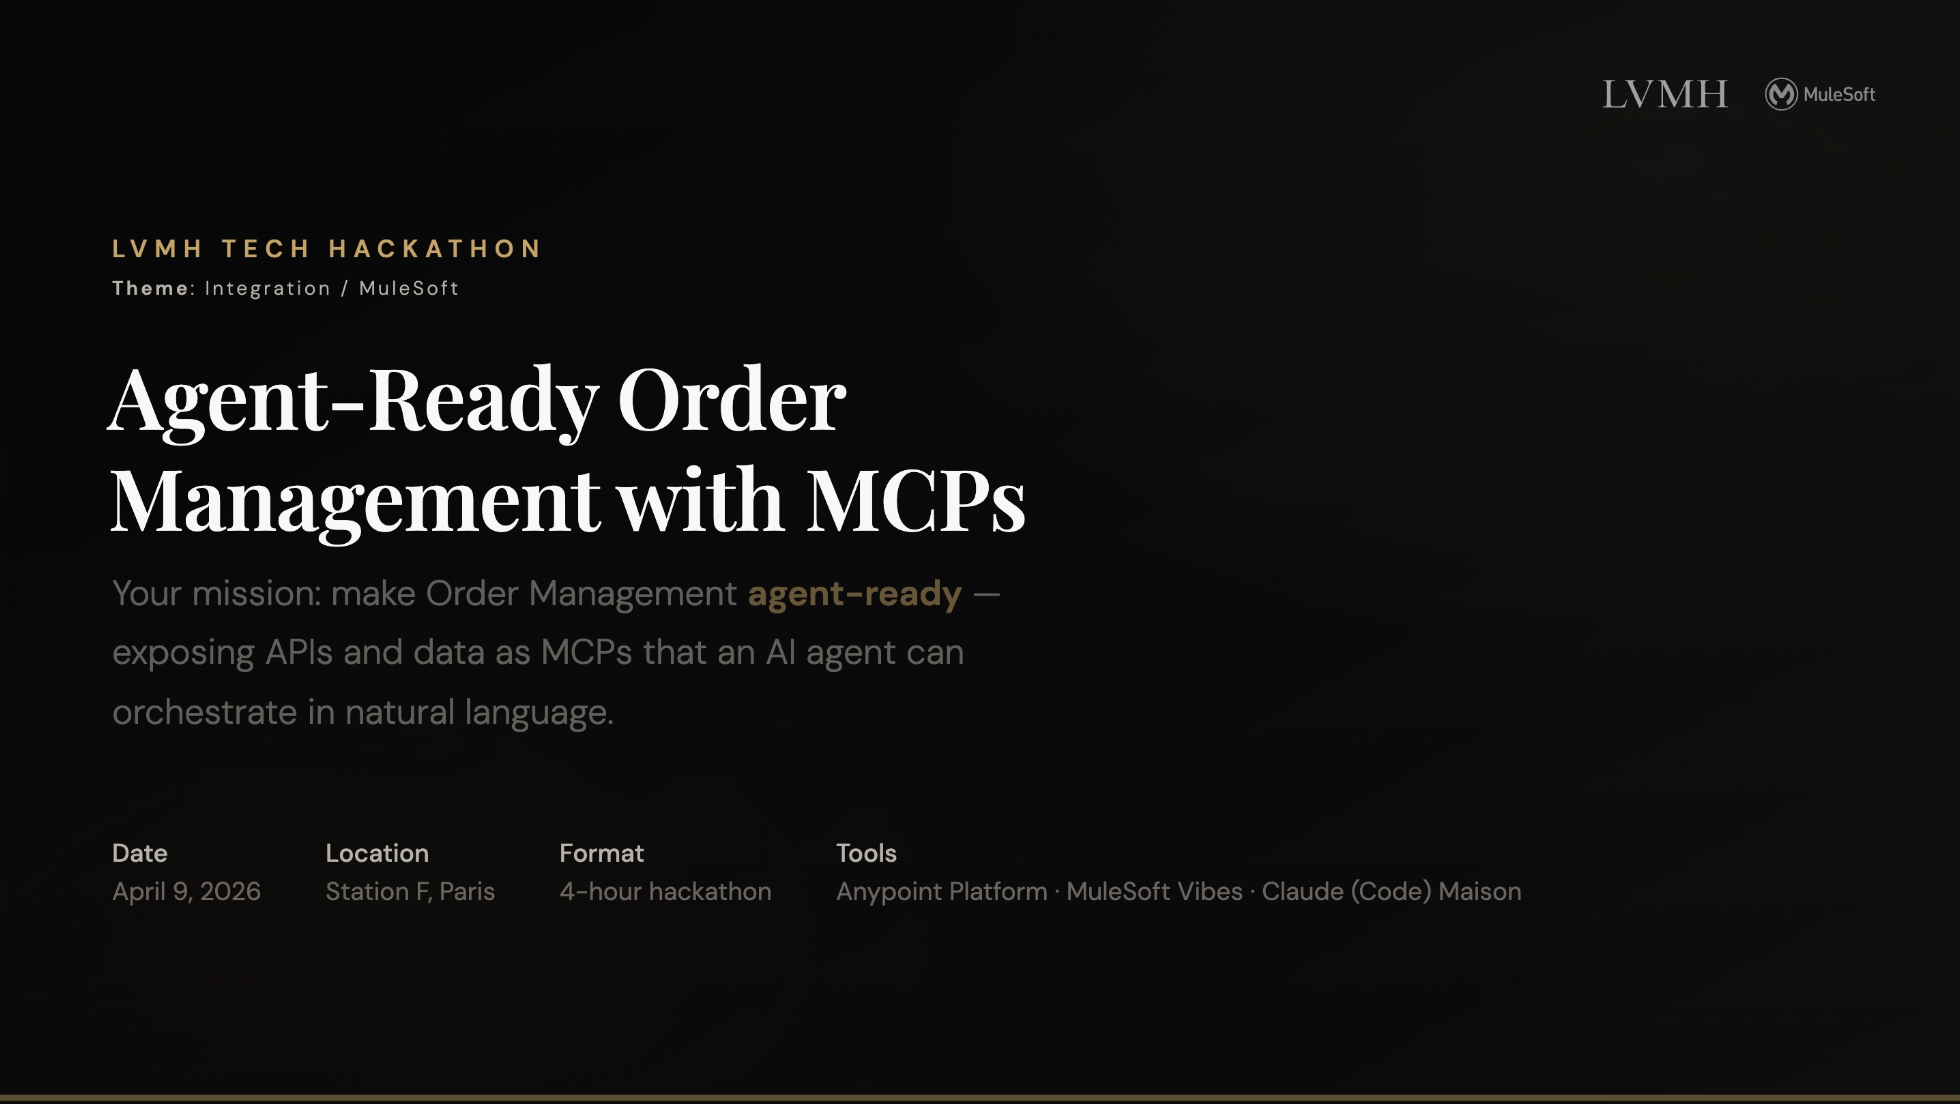 LVMH MuleSoft
LVMH TECH HACKATHON
Theme: Integration / MuleSoft
Agent-Ready Order
Management with MCPs
Your mission: make Order Management agent-ready —
exposing APIs and data as MCPs that an AI agent can
orchestrate in natural language.
Date Location Format Tools
April 9, 2026 Station F, Paris 4-hour hackathon Anypoint Platform · MuleSoft Vibes · Claude (Code) Maison